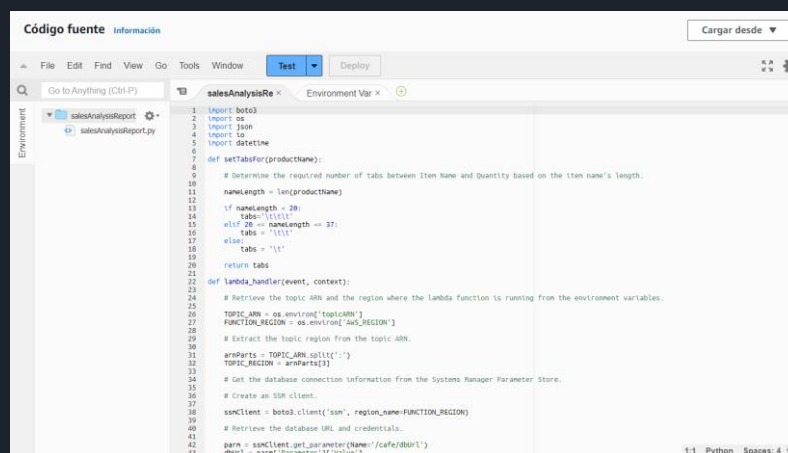 Código fuente Información
Cargar desde ▼
File Edit Find View Go Tools Window Test Deploy
Go to Anything (Ctrl-P)
salesAnalysisRe × Environment Var ×
Environment
salesAnalysisReport
salesAnalysisReport.py
1 import boto3
2 import os
3 import json
4 import io
5 import datetime
6
7 def setTabsFor(productName):
8
9 # Determine the required number of tabs between Item Name and Quantity based on the item name's length.
10
11 nameLength = len(productName)
12
13 if nameLength < 20:
14 tabs='\t\t\t'
15 elif 20 <= nameLength <= 37:
16 tabs = '\t\t'
17 else:
18 tabs = '\t'
19
20 return tabs
21
22 def lambda_handler(event, context):
23
24 # Retrieve the topic ARN and the region where the lambda function is running from the environment variables.
25
26 TOPIC_ARN = os.environ['topicARN']
27 FUNCTION_REGION = os.environ['AWS_REGION']
28
29 # Extract the topic region from the topic ARN.
30
31 arnParts = TOPIC_ARN.split(':')
32 TOPIC_REGION = arnParts[3]
33
34 # Get the database connection information from the Systems Manager Parameter Store.
35
36 # Create an SSM client.
37
38 ssmClient = boto3.client('ssm', region_name=FUNCTION_REGION)
39
40 # Retrieve the database URL and credentials.
41
42 parm = ssmClient.get_parameter(Name='/cafe/dbUrl')
43 dbUrl = parm['Parameter']['Value']
1:1 Python Spaces: 4